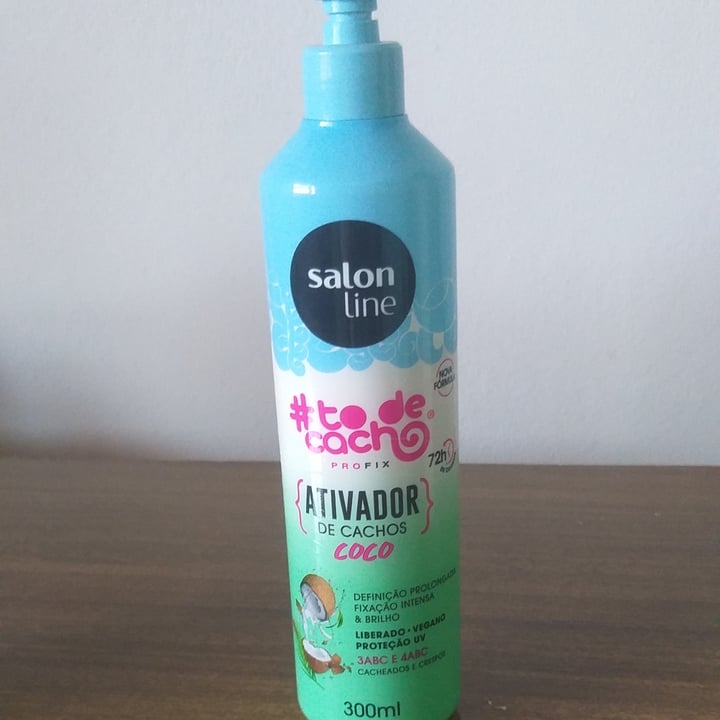 salon
line
NOVA
FÓRMULA
#to de
cacho®
PROFIX
72h
{ATIVADOR}
DE CACHOS
COCO
DEFINIÇÃO PROLONGADA
FIXAÇÃO INTENSA
& BRILHO
LIBERADO • VEGANO
PROTEÇÃO UV
3ABC E 4ABC
CACHEADOS E CRESPOS
300ml